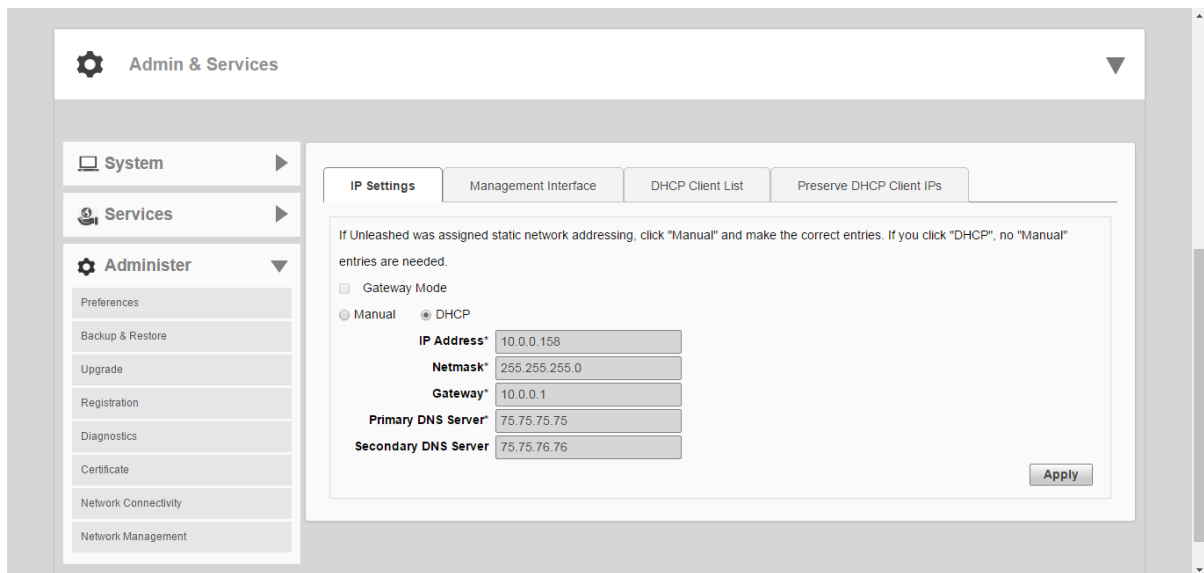 Admin & Services
System
Services
Administer
Preferences
Backup & Restore
Upgrade
Registration
Diagnostics
Certificate
Network Connectivity
Network Management
IP Settings
Management Interface
DHCP Client List
Preserve DHCP Client IPs
If Unleashed was assigned static network addressing, click "Manual" and make the correct entries. If you click "DHCP", no "Manual"
entries are needed.
Gateway Mode
Manual DHCP
IP Address* 10.0.0.158
Netmask* 255.255.255.0
Gateway* 10.0.0.1
Primary DNS Server* 75.75.75.75
Secondary DNS Server 75.75.76.76
Apply